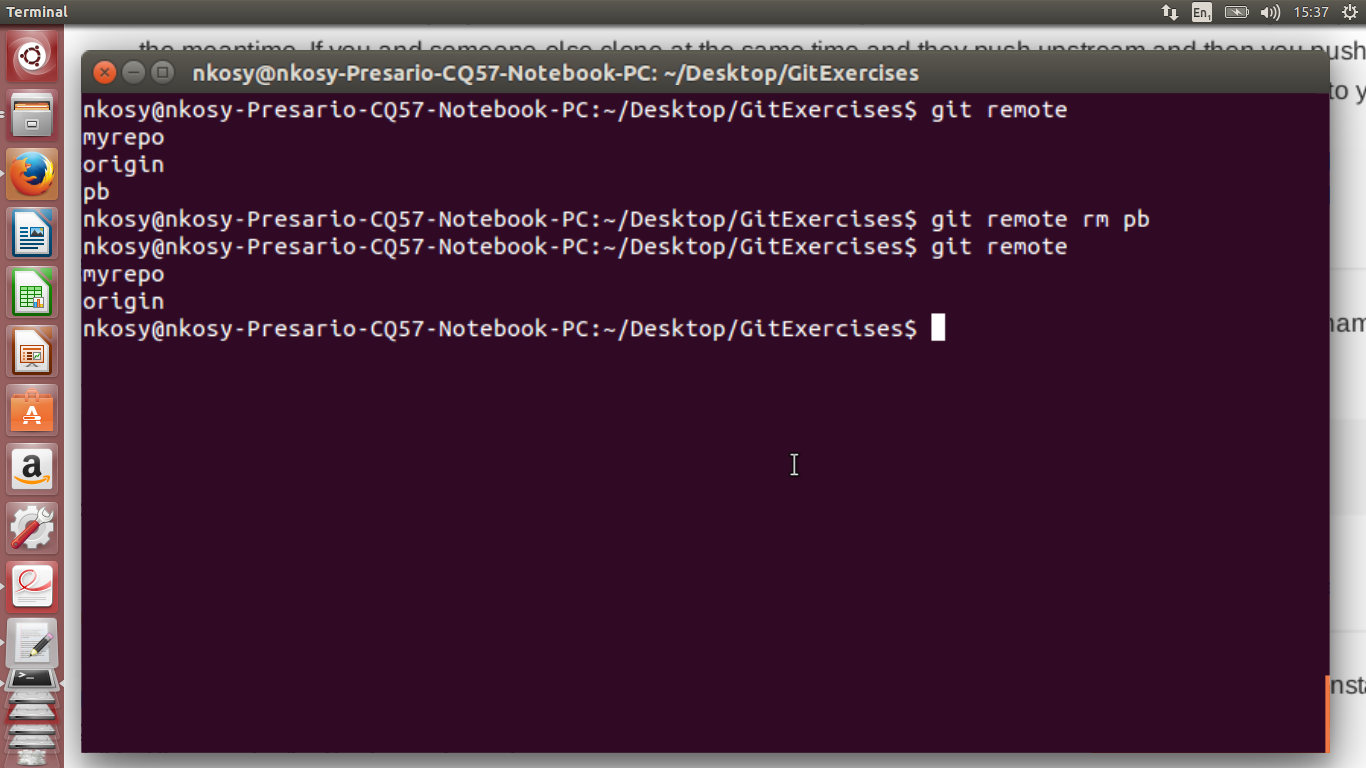 Terminal
En1
15:37
the meantime. If you and someone else clone at the same time and they push upstream and then you push
to y
nkosy@nkosy-Presario-CQ57-Notebook-PC: ~/Desktop/GitExercises
nkosy@nkosy-Presario-CQ57-Notebook-PC:~/Desktop/GitExercises$ git remote
myrepo
origin
pb
nkosy@nkosy-Presario-CQ57-Notebook-PC:~/Desktop/GitExercises$ git remote rm pb
nkosy@nkosy-Presario-CQ57-Notebook-PC:~/Desktop/GitExercises$ git remote
myrepo
origin
nkosy@nkosy-Presario-CQ57-Notebook-PC:~/Desktop/GitExercises$